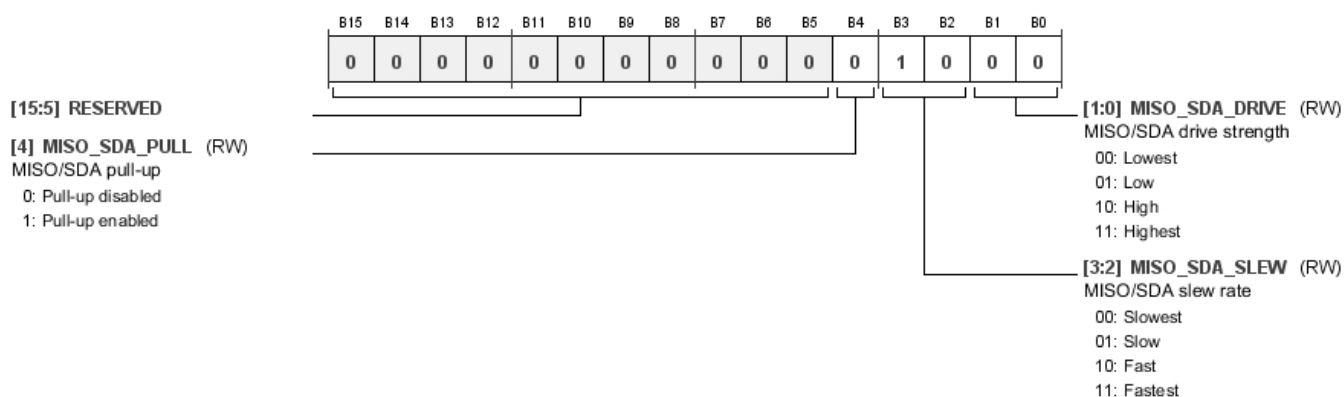 B15 B14 B13 B12 B11 B10 B9 B8 B7 B6 B5 B4 B3 B2 B1 B0
0 0 0 0 0 0 0 0 0 0 0 0 1 0 0 0
[15:5] RESERVED
[4] MISO_SDA_PULL (RW)
MISO/SDA pull-up
0: Pull-up disabled
1: Pull-up enabled
[1:0] MISO_SDA_DRIVE (RW)
MISO/SDA drive strength
00: Lowest
01: Low
10: High
11: Highest
[3:2] MISO_SDA_SLEW (RW)
MISO/SDA slew rate
00: Slowest
01: Slow
10: Fast
11: Fastest